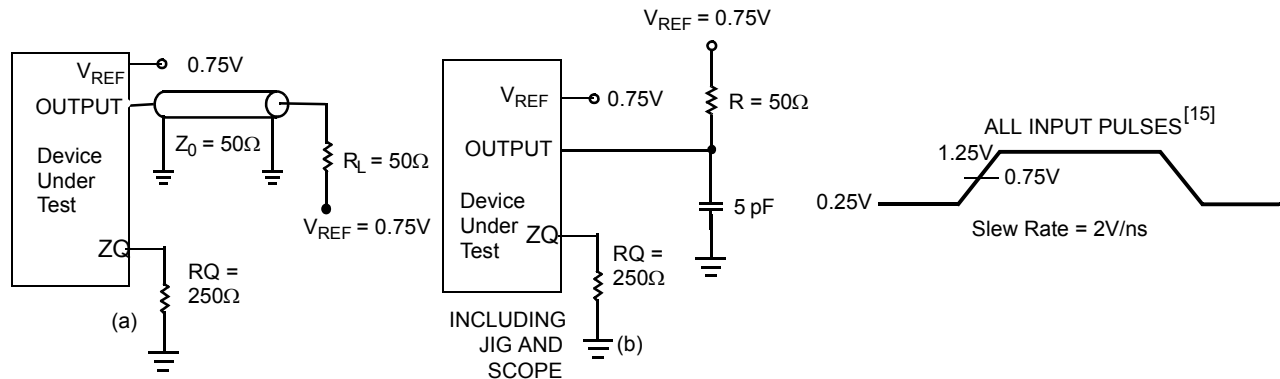 V_REF 0.75V
OUTPUT
Z_0 = 50Ω
Device
Under
Test
R_L = 50Ω
V_REF = 0.75V
ZQ
RQ =
250Ω
(a)
V_REF = 0.75V
V_REF 0.75V
R = 50Ω
OUTPUT
Device
Under
Test
5 pF
ZQ
RQ =
250Ω
INCLUDING
JIG AND
SCOPE
(b)
ALL INPUT PULSES[15]
1.25V
0.75V
0.25V
Slew Rate = 2V/ns